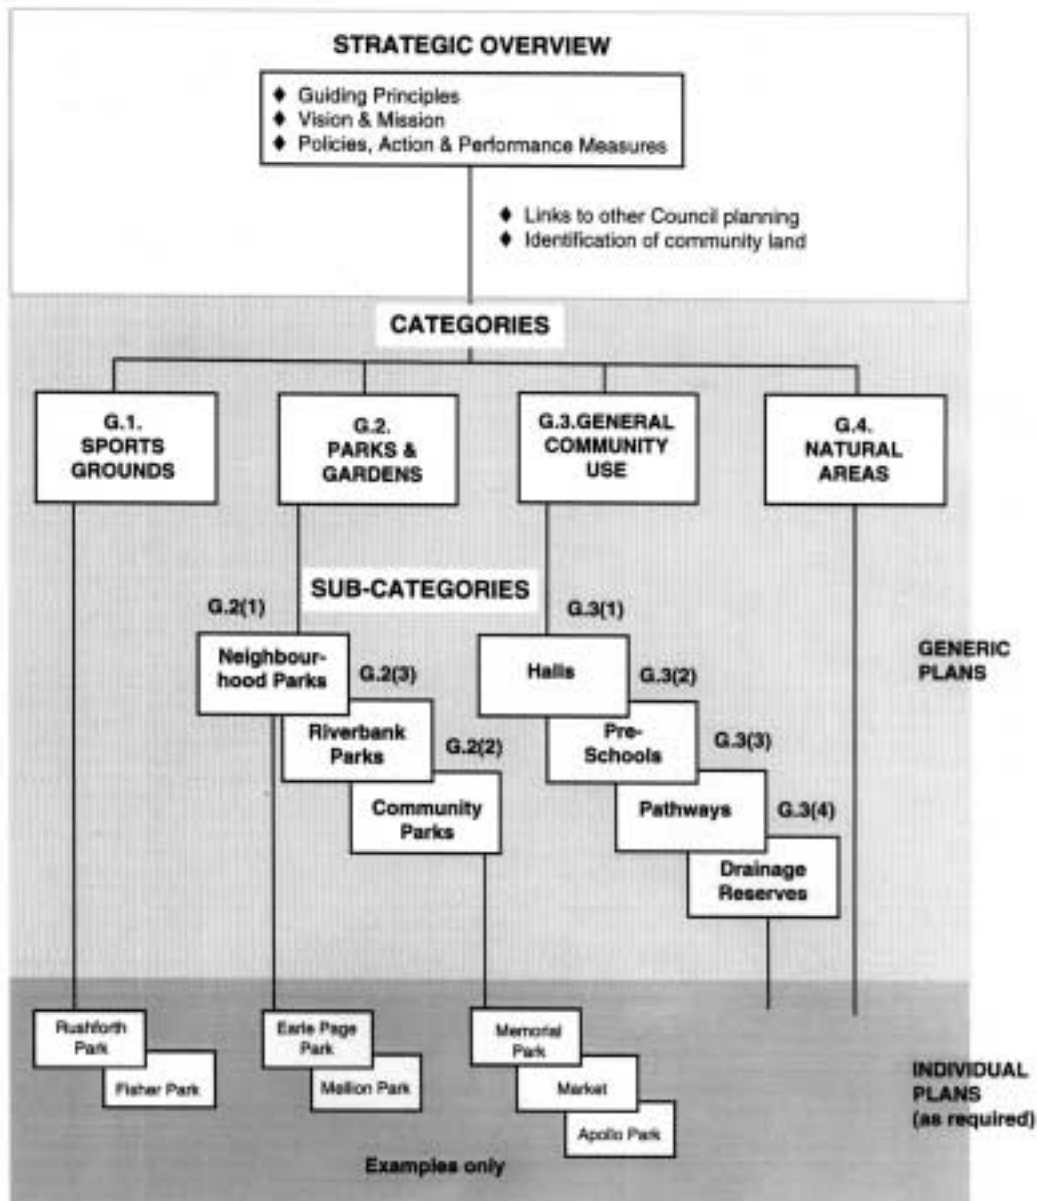 STRATEGIC OVERVIEW
♦ Guiding Principles
♦ Vision & Mission
♦ Policies, Action & Performance Measures
♦ Links to other Council planning
♦ Identification of community land
CATEGORIES
G.1.
SPORTS
GROUNDS
G.2.
PARKS &
GARDENS
G.3.GENERAL
COMMUNITY
USE
G.4.
NATURAL
AREAS
SUB-CATEGORIES
G.2(1)
Neighbour-
hood Parks
G.2(3)
Riverbank
Parks
G.2(2)
Community
Parks
G.3(1)
Halls
G.3(2)
Pre-
Schools
G.3(3)
Pathways
G.3(4)
Drainage
Reserves
GENERIC
PLANS
Rushforth
Park
Fisher Park
Earle Page
Park
Mellion Park
Memorial
Park
Market
Apollo Park
INDIVIDUAL
PLANS
(as required)
Examples only